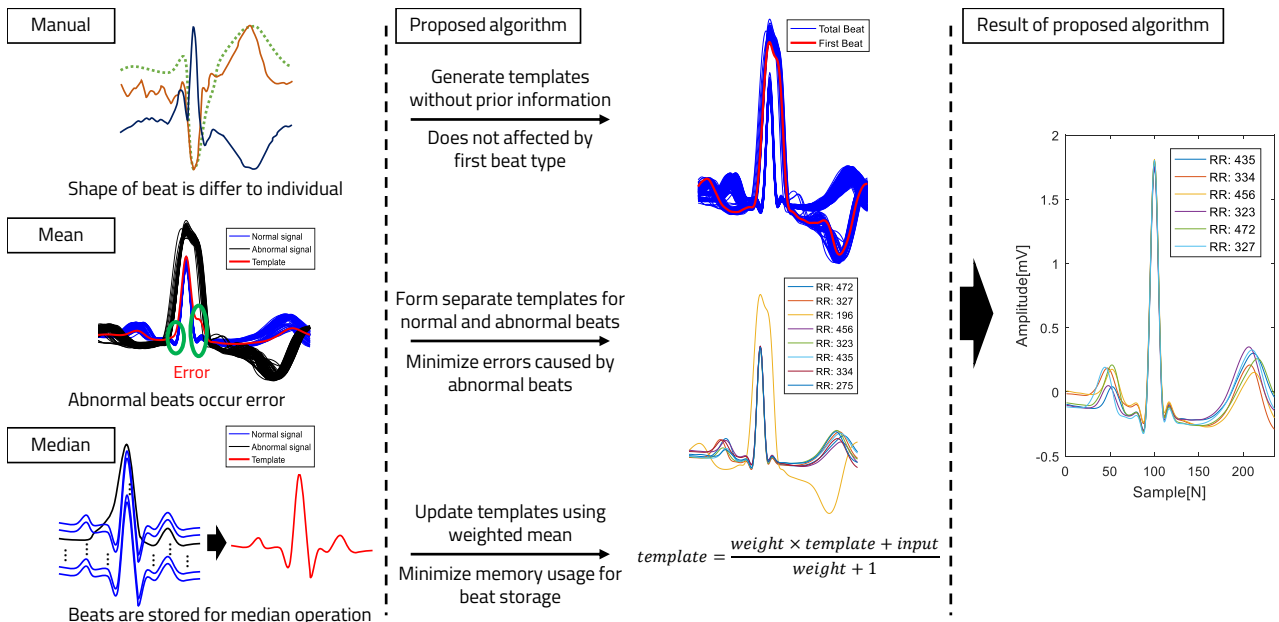 Manual
Shape of beat is differ to individual
Mean
Normal signal
Abnormal signal
Template
Error
Abnormal beats occur error
Median
Normal signal
Abnormal signal
Template
Beats are stored for median operation
Proposed algorithm
Generate templates
without prior information
Does not affected by
first beat type
Total Beat
First Beat
Form separate templates for
normal and abnormal beats
Minimize errors caused by
abnormal beats
RR: 472
RR: 327
RR: 196
RR: 456
RR: 323
RR: 435
RR: 334
RR: 275
Update templates using
weighted mean
Minimize memory usage for
beat storage
template = (weight × template + input) / (weight + 1)
Result of proposed algorithm
RR: 435
RR: 334
RR: 456
RR: 323
RR: 472
RR: 327
Amplitude[mV]
2
1.5
1
0.5
0
-0.5
0 50 100 150 200
Sample[N]